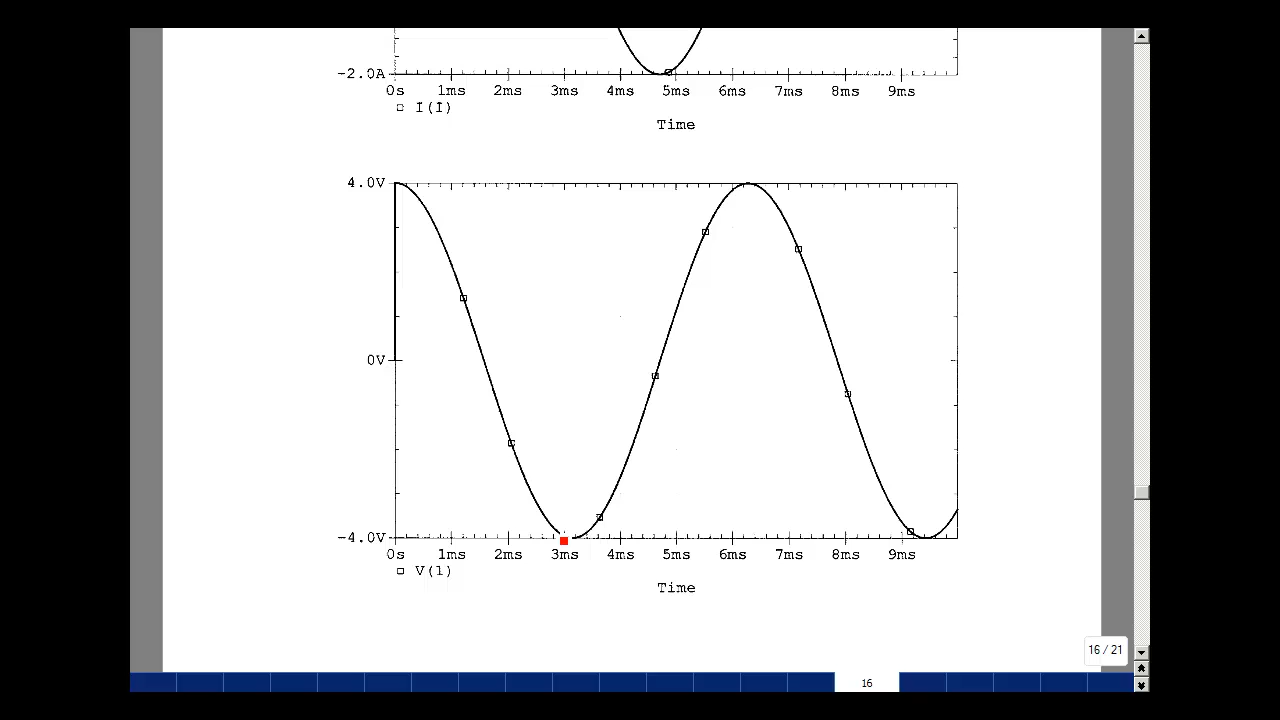 -2.0A
0s 1ms 2ms 3ms 4ms 5ms 6ms 7ms 8ms 9ms
I(I)
Time
4.0V
0V
-4.0V
0s 1ms 2ms 3ms 4ms 5ms 6ms 7ms 8ms 9ms
V(1)
Time
16 / 21
16